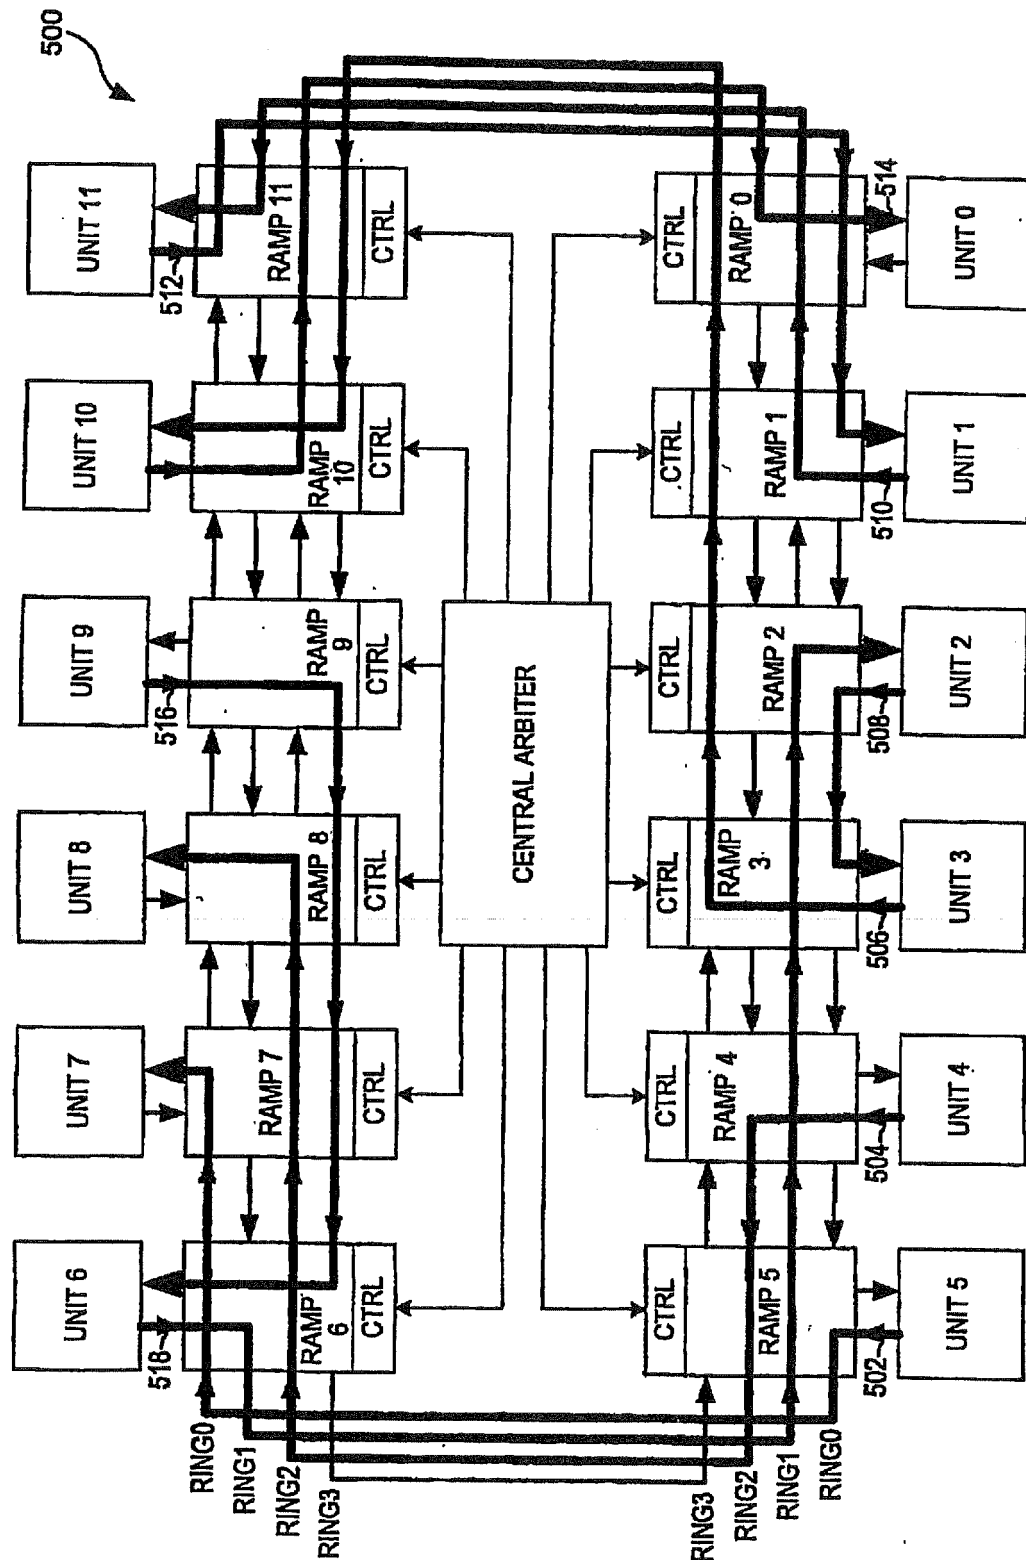 500
UNIT 11
UNIT 10
UNIT 9
UNIT 8
UNIT 7
UNIT 6
512
516
518
RAMP 11
RAMP
10
RAMP
9
RAMP 8
RAMP 7
RAMP
6
CTRL
CTRL
CTRL
CTRL
CTRL
CTRL
RING0
RING1
RING2
RING3
CENTRAL ARBITER
RING3
RING2
RING1
RING0
CTRL
CTRL
CTRL
CTRL
CTRL
CTRL
RAMP 0
RAMP 1
RAMP 2
RAMP
3
RAMP 4
RAMP 5
514
510
508
506
504
502
UNIT 0
UNIT 1
UNIT 2
UNIT 3
UNIT 4
UNIT 5